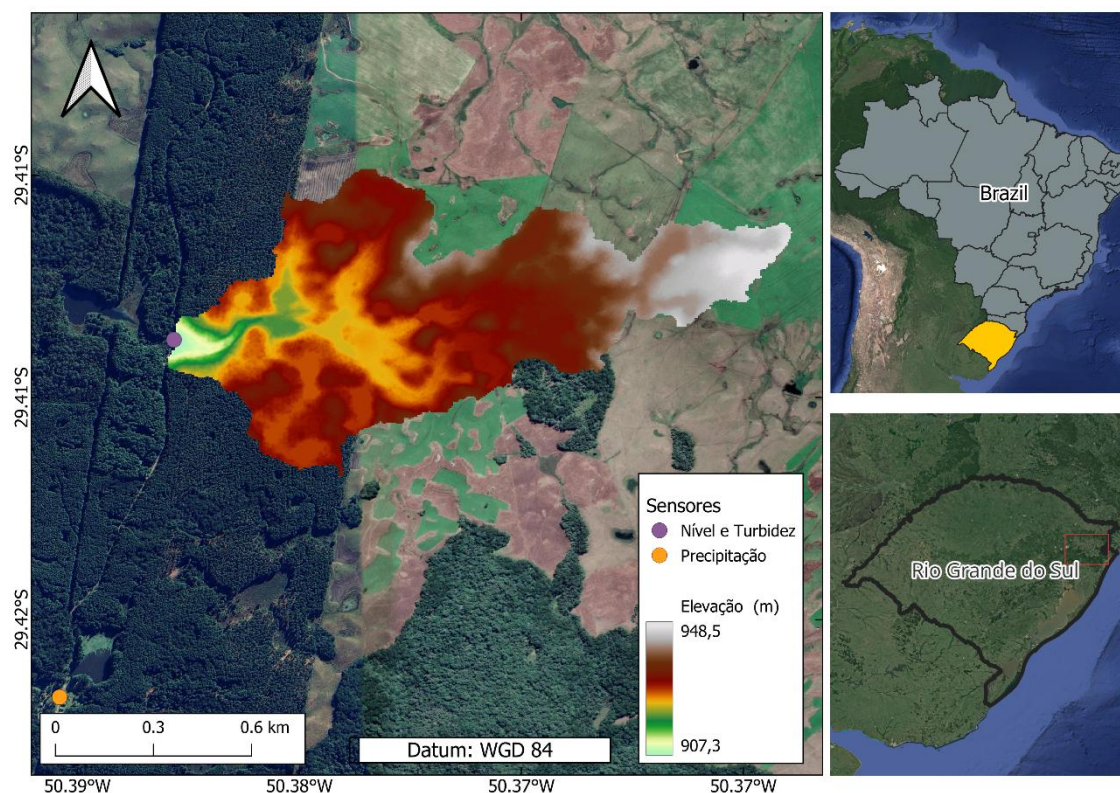 29.41°S
29.41°S
29.42°S
Sensores
Nível e Turbidez
Precipitação
Elevação (m)
948,5
907,3
0 0.3 0.6 km
Datum: WGD 84
50.39°W 50.38°W 50.37°W 50.37°W
Brazil
Rio Grande do Sul